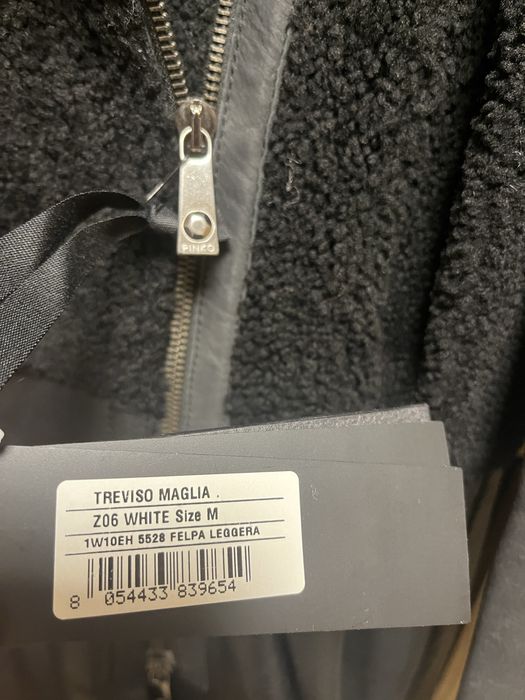 PINKO
TREVISO MAGLIA .
Z06 WHITE Size M
1W10EH 5528 FELPA LEGGERA
8 054433 839654